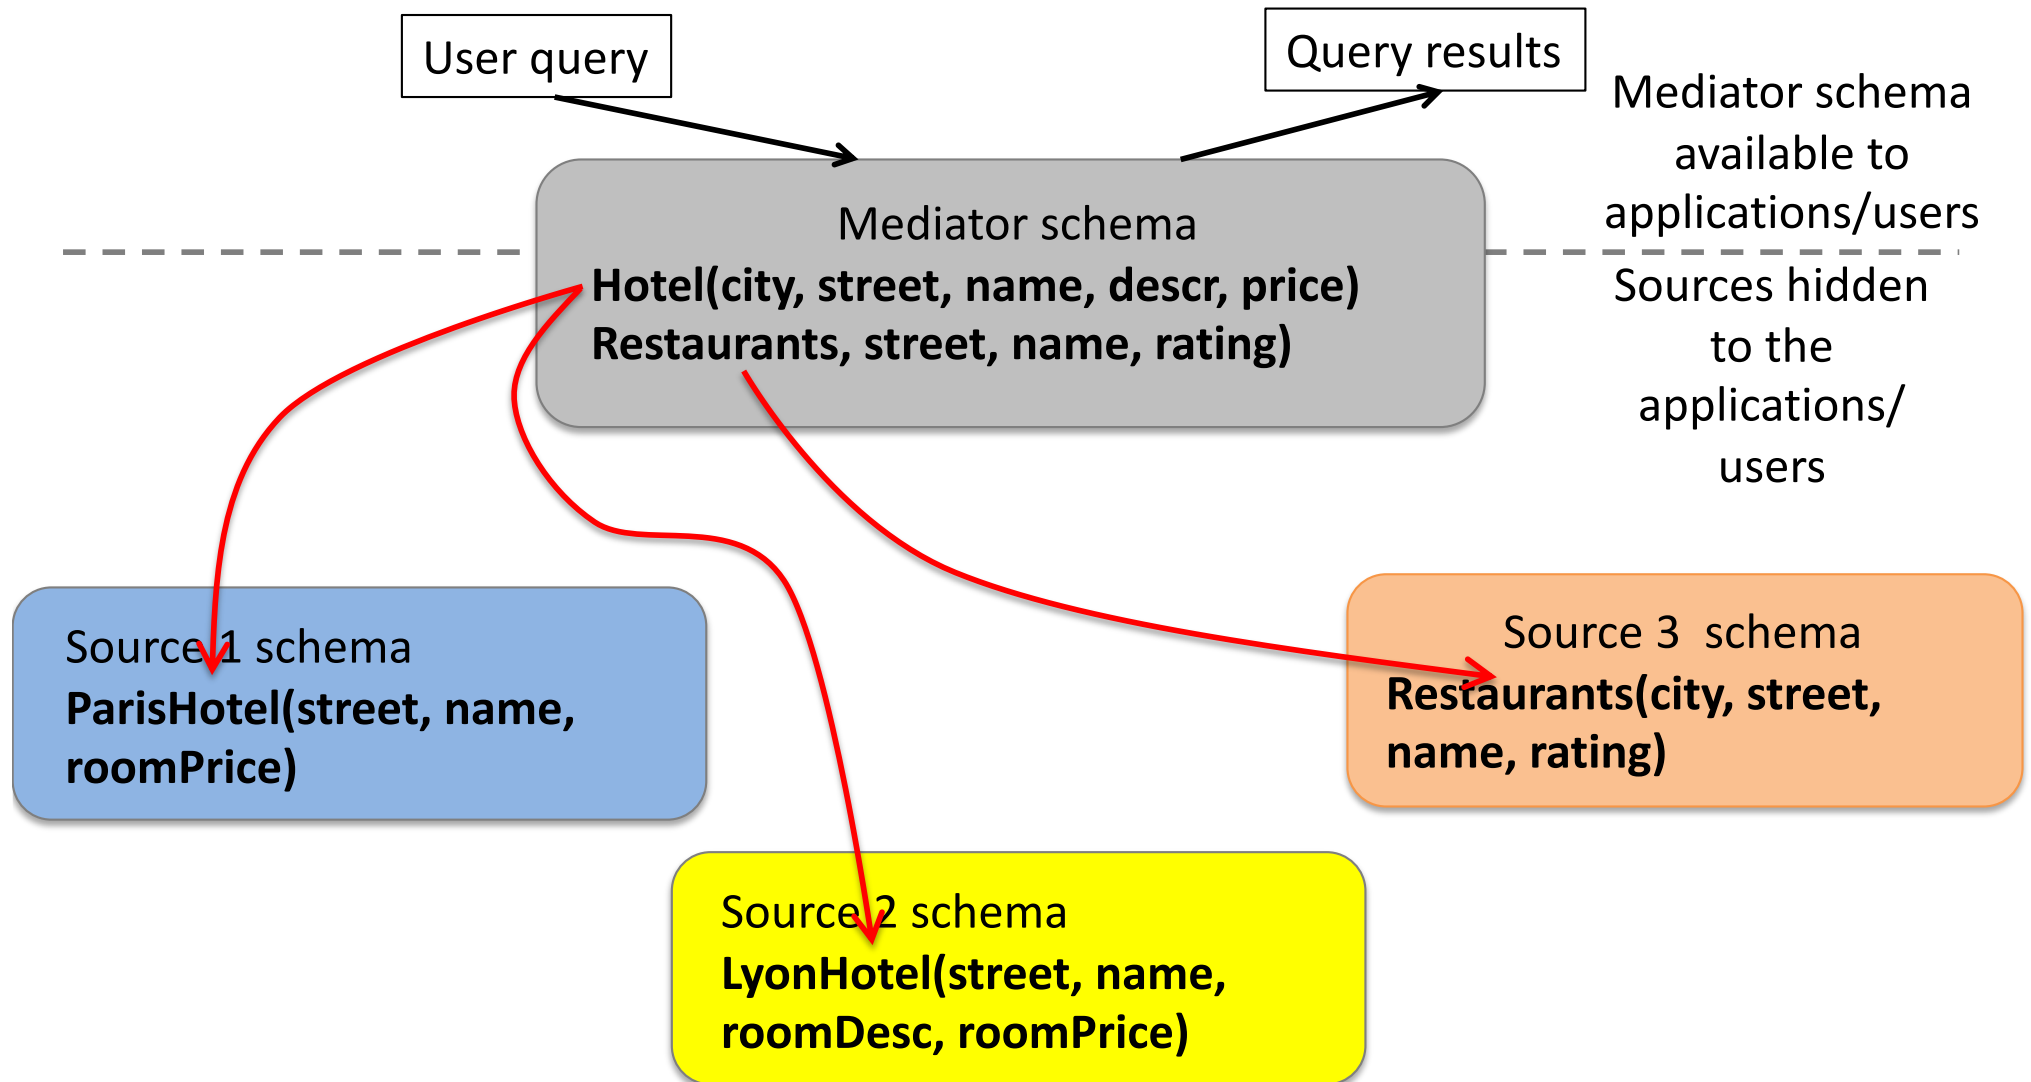 User query
Query results
Mediator schema
available to
applications/users
Mediator schema
Hotel(city, street, name, descr, price)
Restaurants, street, name, rating)
Sources hidden
to the
applications/
users
Source 1 schema
ParisHotel(street, name,
roomPrice)
Source 3  schema
Restaurants(city, street,
name, rating)
Source 2 schema
LyonHotel(street, name,
roomDesc, roomPrice)